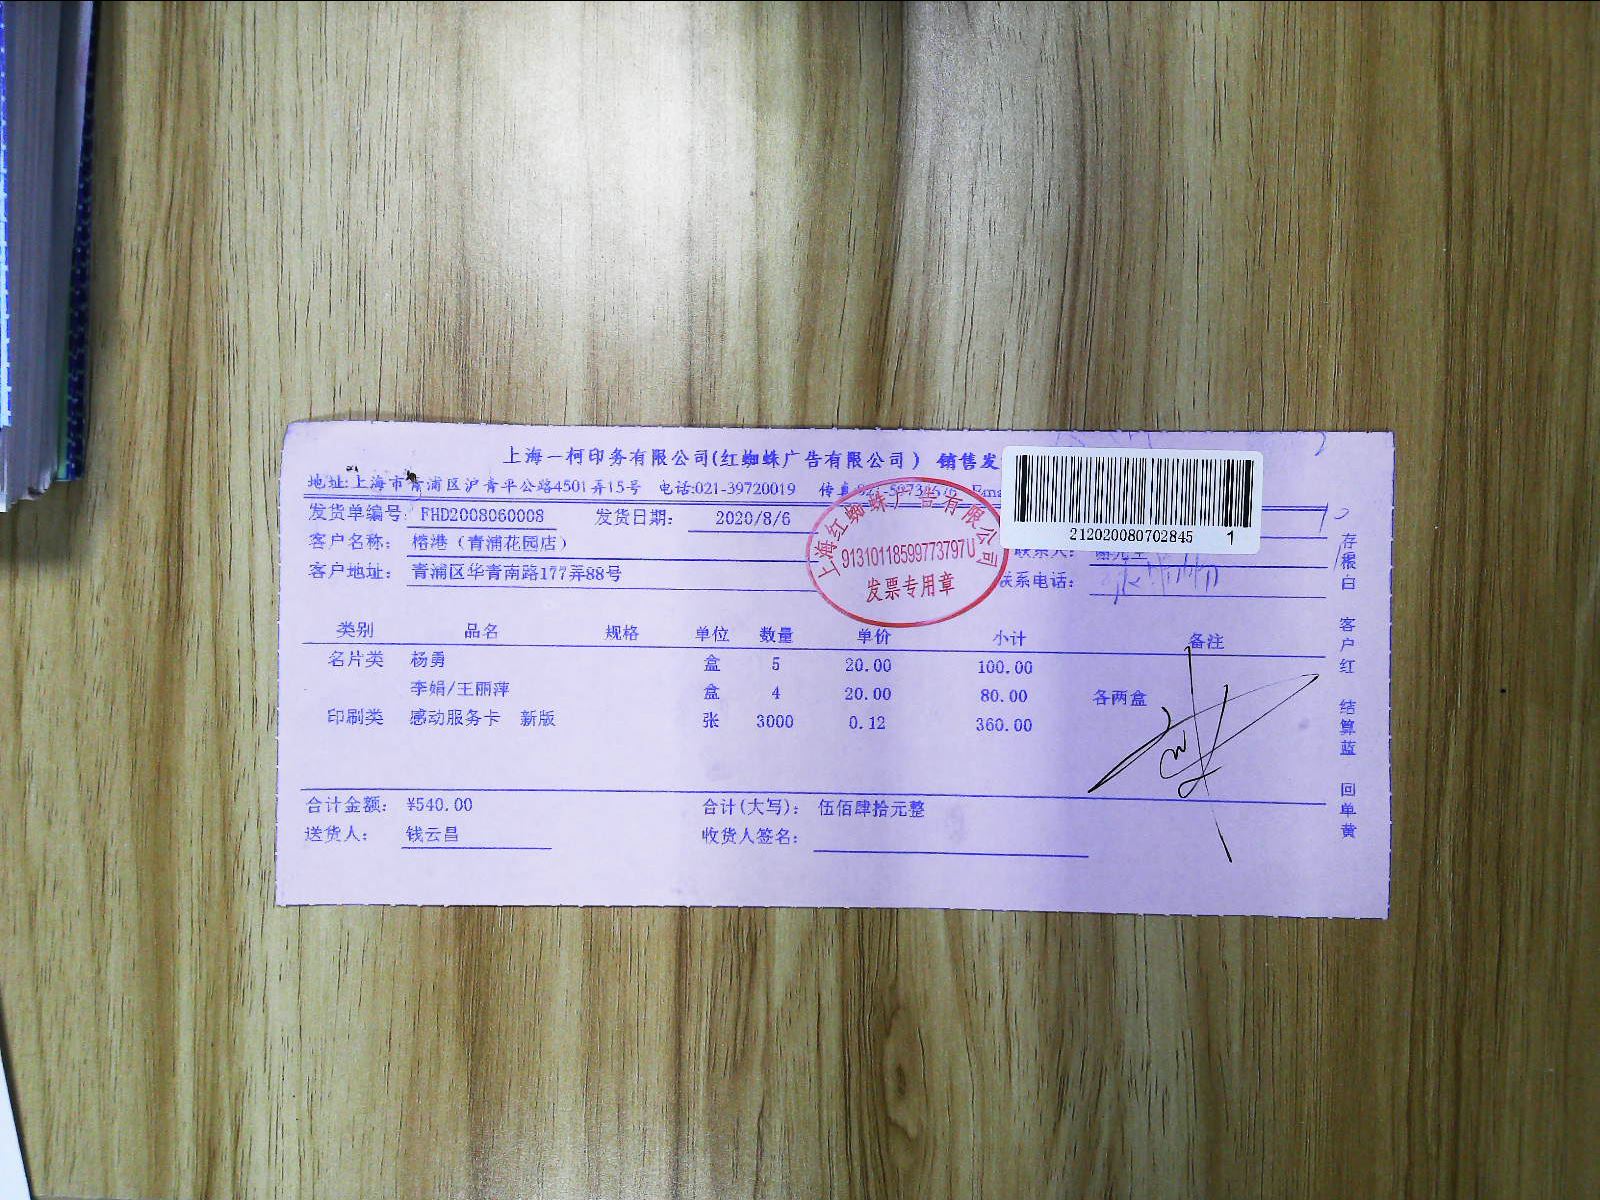 上海一柯印务有限公司(红蜘蛛广告有限公司) 销售发
地址:上海市青浦区沪青平公路4501弄15号 电话:021-39720019 传真
212020080702845 1
发货单编号: FHD2008060008 发货日期: 2020/8/6
客户名称: 榕港(青浦花园店) 联系人:
客户地址: 青浦区华青南路177弄88号 联系电话:
上海红蜘蛛广告有限公司
91310118599773797U
发票专用章
类别 品名 规格 单位 数量 单价 小计 备注
名片类 杨勇 盒 5 20.00 100.00
李娟/王丽萍 盒 4 20.00 80.00 各两盒
印刷类 感动服务卡 新版 张 3000 0.12 360.00
合计金额: ¥540.00 合计(大写): 伍佰肆拾元整
送货人: 钱云昌 收货人签名:
存根白 客户红 结算蓝 回单黄